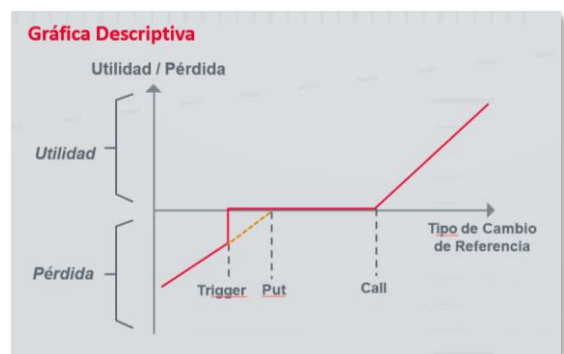 Gráfica Descriptiva
Utilidad / Pérdida
Utilidad
Tipo de Cambio
de Referencia
Pérdida
Trigger Put Call